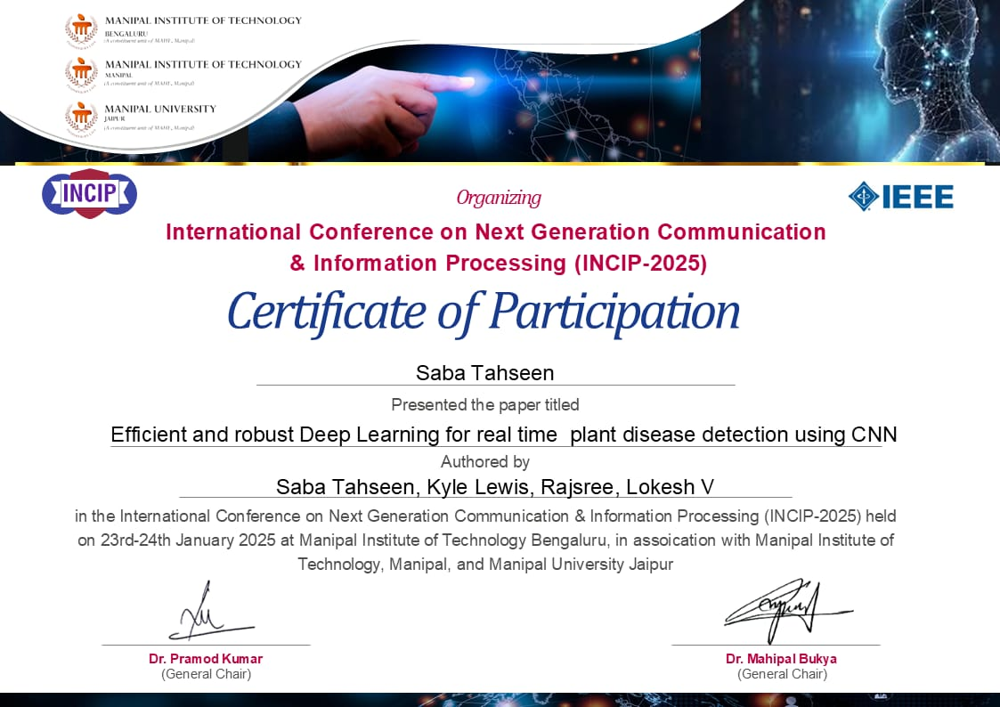 MANIPAL INSTITUTE OF TECHNOLOGY
BENGALURU
(A constituent unit of MAHE, Manipal)
MANIPAL INSTITUTE OF TECHNOLOGY
MANIPAL
(A constituent unit of MAHE, Manipal)
MANIPAL UNIVERSITY
JAIPUR
(A constituent unit of MAHE, Manipal)
INCIP
IEEE
Organizing
International Conference on Next Generation Communication
& Information Processing (INCIP-2025)
Certificate of Participation
Saba Tahseen
Presented the paper titled
Efficient and robust Deep Learning for real time  plant disease detection using CNN
Authored by
Saba Tahseen, Kyle Lewis, Rajsree, Lokesh V
in the International Conference on Next Generation Communication & Information Processing (INCIP-2025) held
on 23rd-24th January 2025 at Manipal Institute of Technology Bengaluru, in assoication with Manipal Institute of
Technology, Manipal, and Manipal University Jaipur
Dr. Pramod Kumar
(General Chair)
Dr. Mahipal Bukya
(General Chair)